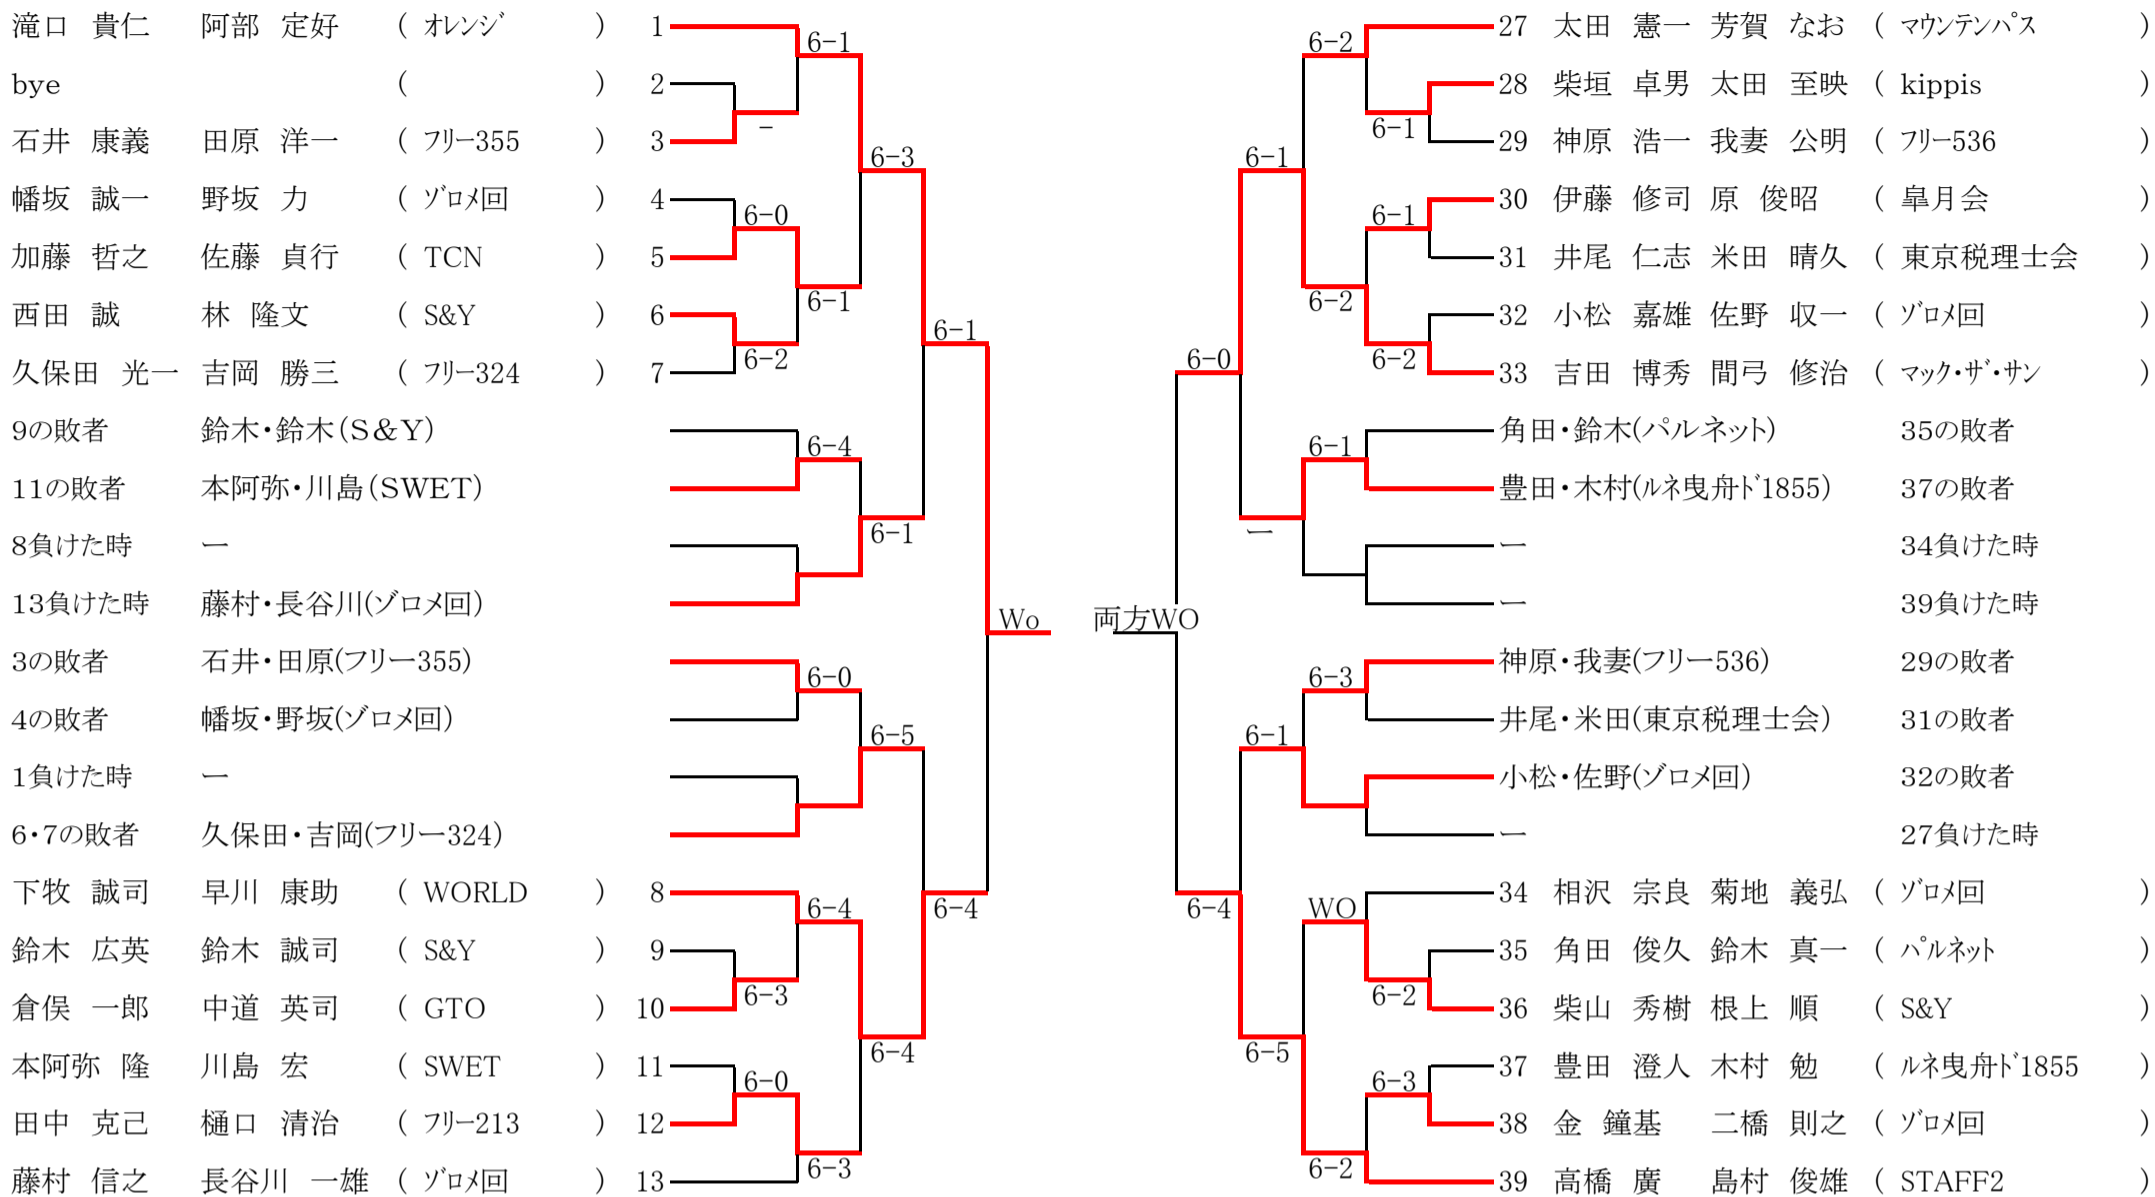 滝口 貴仁 阿部 定好 ( オレンジ ) 1
6-1
bye ( ) 2
-
石井 康義 田原 洋一 ( フリー355 ) 3
6-3
幡坂 誠一 野坂 力 ( ゾロメ回 ) 4
6-0
加藤 哲之 佐藤 貞行 ( TCN ) 5
6-1
西田 誠 林 隆文 ( S&Y ) 6
6-1
6-2
久保田 光一 吉岡 勝三 ( フリー324 ) 7
9の敗者 鈴木・鈴木(S&Y)
6-4
11の敗者 本阿弥・川島(SWET)
6-1
8負けた時 ー
13負けた時 藤村・長谷川(ゾロメ回)
Wo
3の敗者 石井・田原(フリー355)
6-0
4の敗者 幡坂・野坂(ゾロメ回)
6-5
1負けた時 ー
6・7の敗者 久保田・吉岡(フリー324)
下牧 誠司 早川 康助 ( WORLD ) 8
6-4
6-4
鈴木 広英 鈴木 誠司 ( S&Y ) 9
6-3
倉俣 一郎 中道 英司 ( GTO ) 10
6-4
本阿弥 隆 川島 宏 ( SWET ) 11
6-0
田中 克己 樋口 清治 ( フリー213 ) 12
6-3
藤村 信之 長谷川 一雄 ( ゾロメ回 ) 13
27 太田 憲一 芳賀 なお ( マウンテンパス )
6-2
28 柴垣 卓男 太田 至映 ( kippis )
6-1
29 神原 浩一 我妻 公明 ( フリー536 )
6-1
30 伊藤 修司 原 俊昭 ( 皐月会 )
6-1
31 井尾 仁志 米田 晴久 ( 東京税理士会 )
6-2
32 小松 嘉雄 佐野 収一 ( ゾロメ回 )
6-0
6-2
33 吉田 博秀 間弓 修治 ( マック・ザ・サン )
角田・鈴木(パルネット) 35の敗者
6-1
豊田・木村(ルネ曳舟ド1855) 37の敗者
ー
ー 34負けた時
ー 39負けた時
両方WO
神原・我妻(フリー536) 29の敗者
6-3
井尾・米田(東京税理士会) 31の敗者
6-1
小松・佐野(ゾロメ回) 32の敗者
ー 27負けた時
34 相沢 宗良 菊地 義弘 ( ゾロメ回 )
6-4
WO
35 角田 俊久 鈴木 真一 ( パルネット )
6-2
36 柴山 秀樹 根上 順 ( S&Y )
6-5
37 豊田 澄人 木村 勉 ( ルネ曳舟ド1855 )
6-3
38 金 鐘基 二橋 則之 ( ゾロメ回 )
6-2
39 高橋 廣 島村 俊雄 ( STAFF2 )